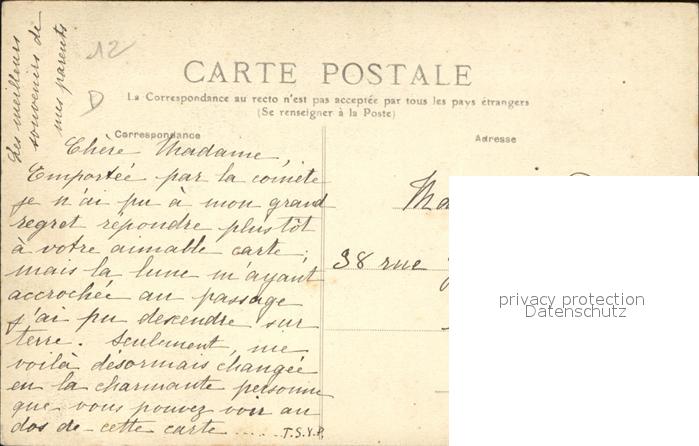 Les meilleurs
souvenirs de
mes parents
12
D
CARTE POSTALE
La Correspondance au recto n'est pas acceptée par tous les pays étrangers
(Se renseigner à la Poste)
Correspondance
Chère Madame,
Emportée par la comète
je n'ai pu à mon grand
regret répondre plus tôt
à votre aimable carte;
mais la lune m'ayant
accrochée au passage
j'ai pu descendre sur
terre. Seulement, me
voilà désormais changée
en la charmante personne
que vous pouvez voir au
dos de cette carte ..... T.S.V.P.
Adresse
Ma
38 rue
privacy protection
Datenschutz